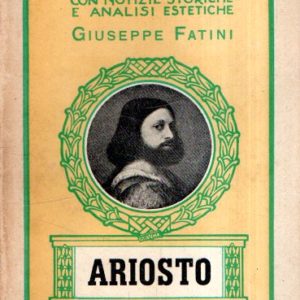 CON NOTIZIE STORICHE
E ANALISI ESTETICHE
GIUSEPPE FATINI
ARIOSTO